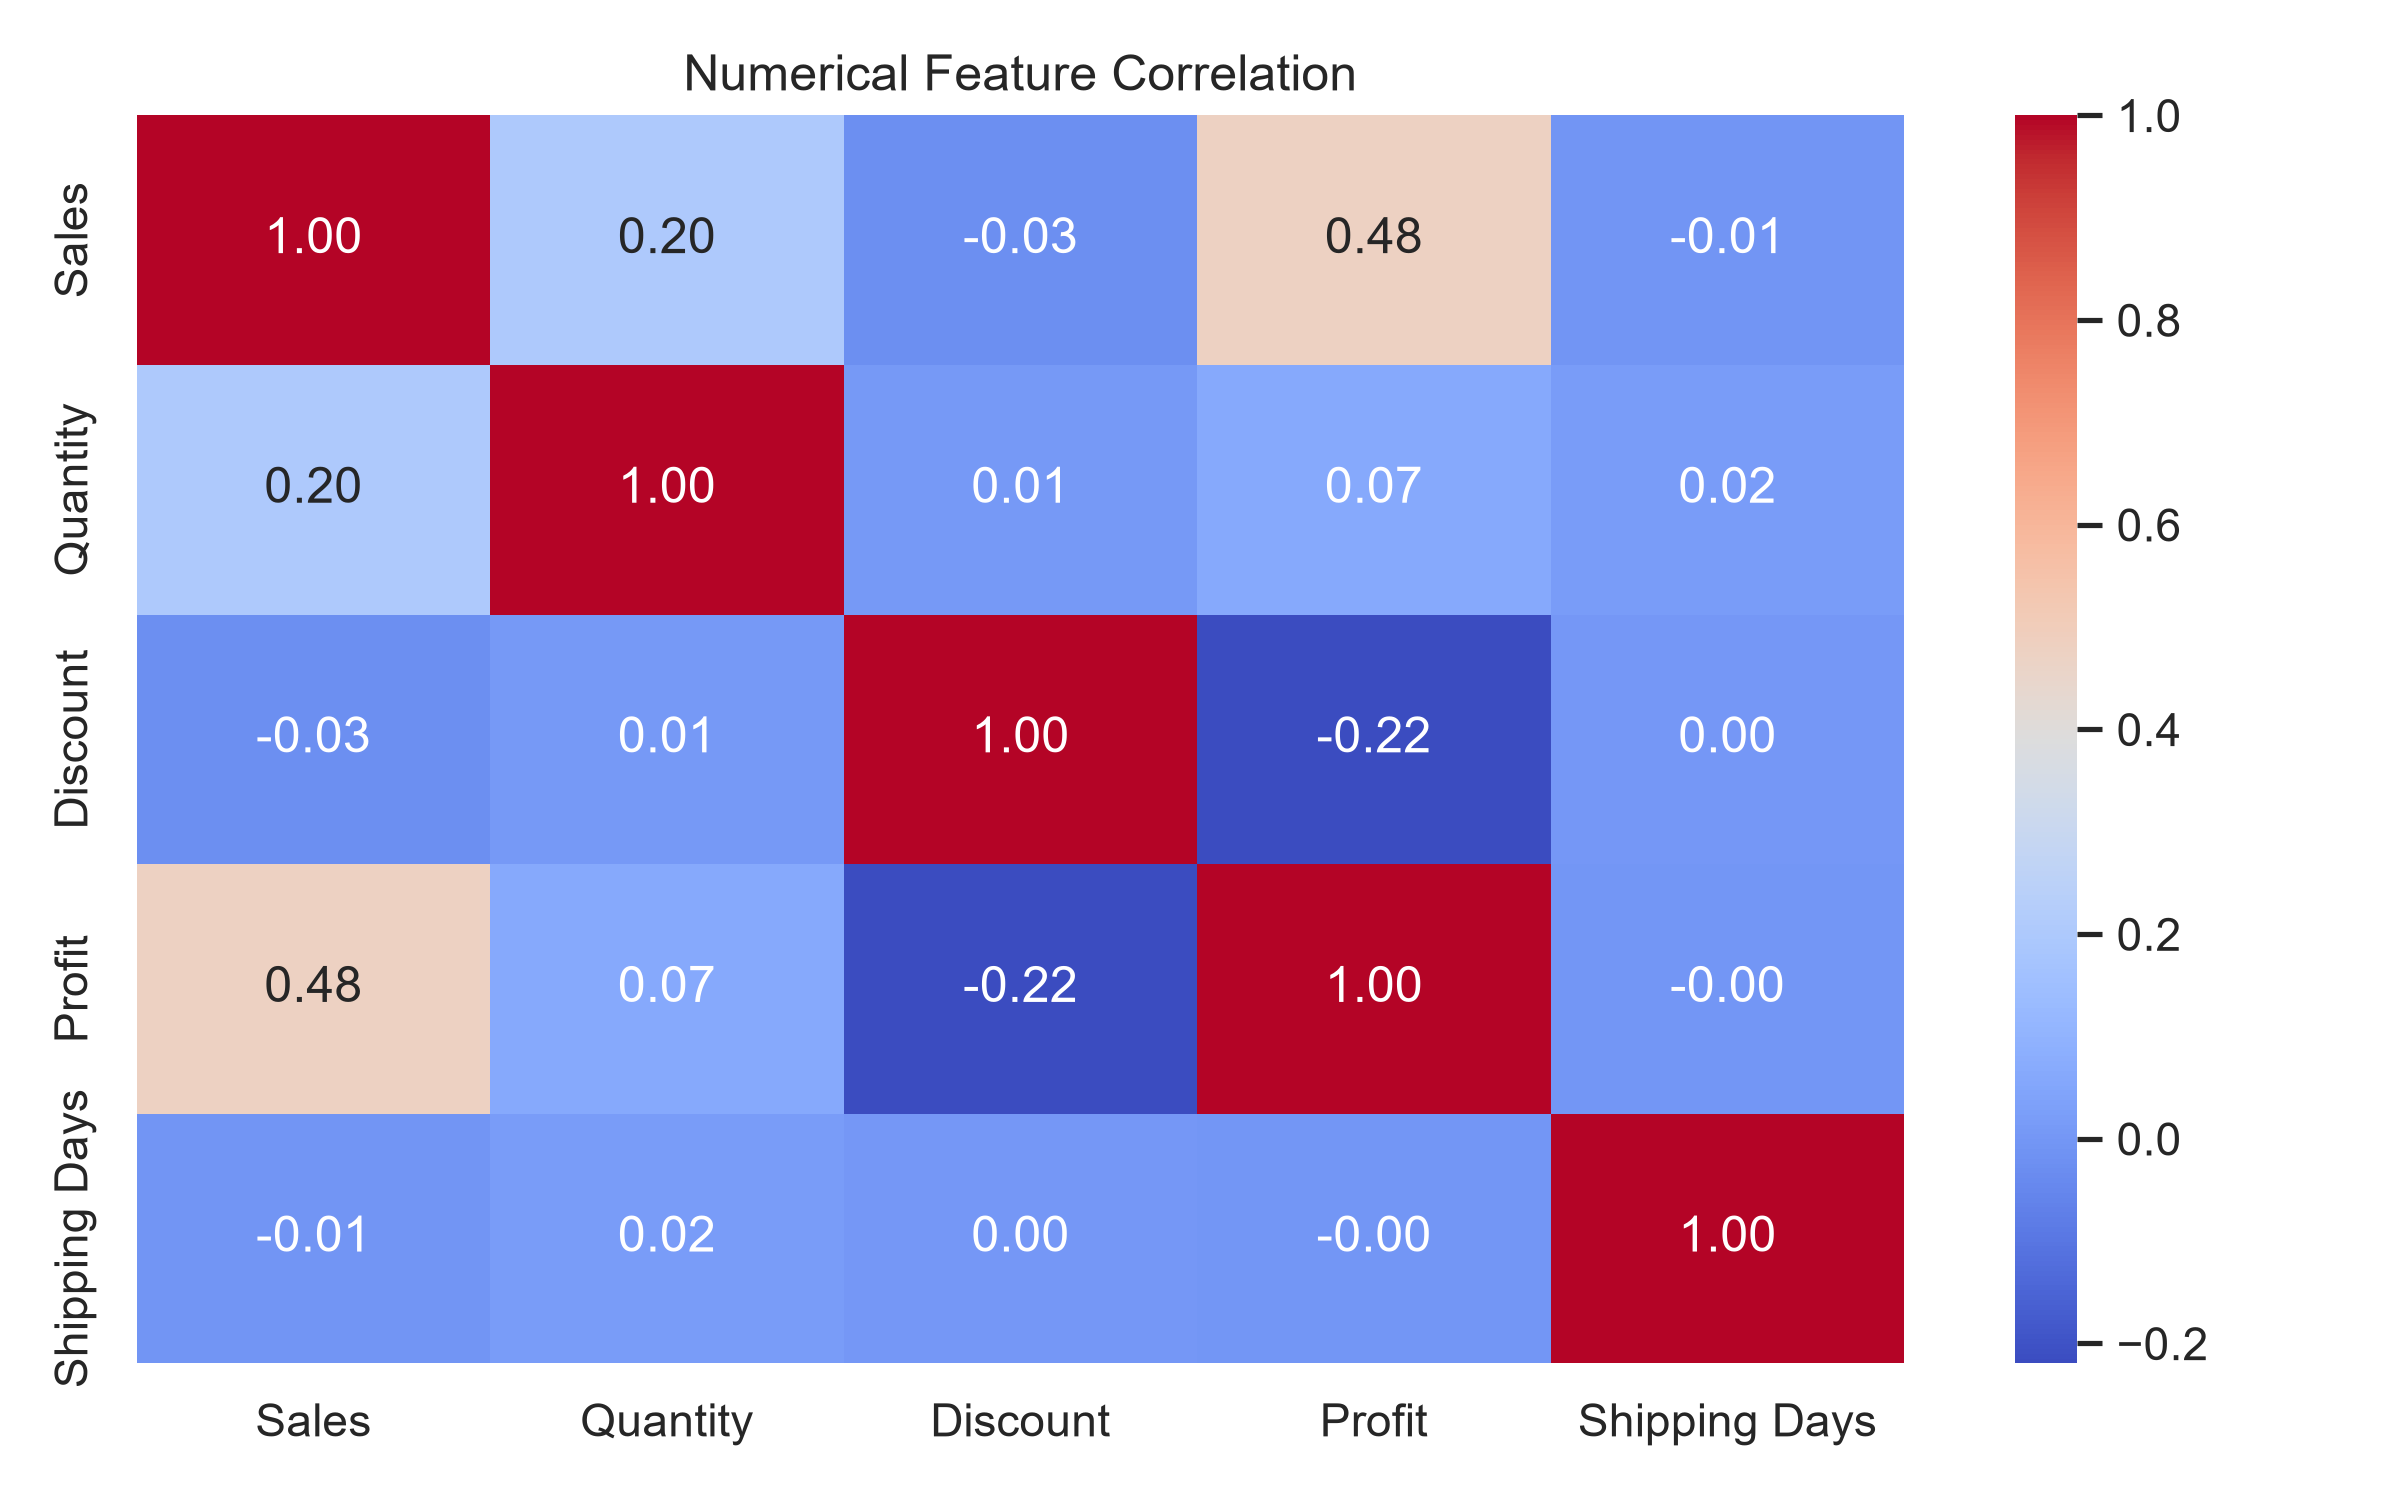 Numerical Feature Correlation
Sales 1.00 0.20 -0.03 0.48 -0.01
Quantity 0.20 1.00 0.01 0.07 0.02
Discount -0.03 0.01 1.00 -0.22 0.00
Profit 0.48 0.07 -0.22 1.00 -0.00
Shipping Days -0.01 0.02 0.00 -0.00 1.00
Sales Quantity Discount Profit Shipping Days
1.0
0.8
0.6
0.4
0.2
0.0
−0.2